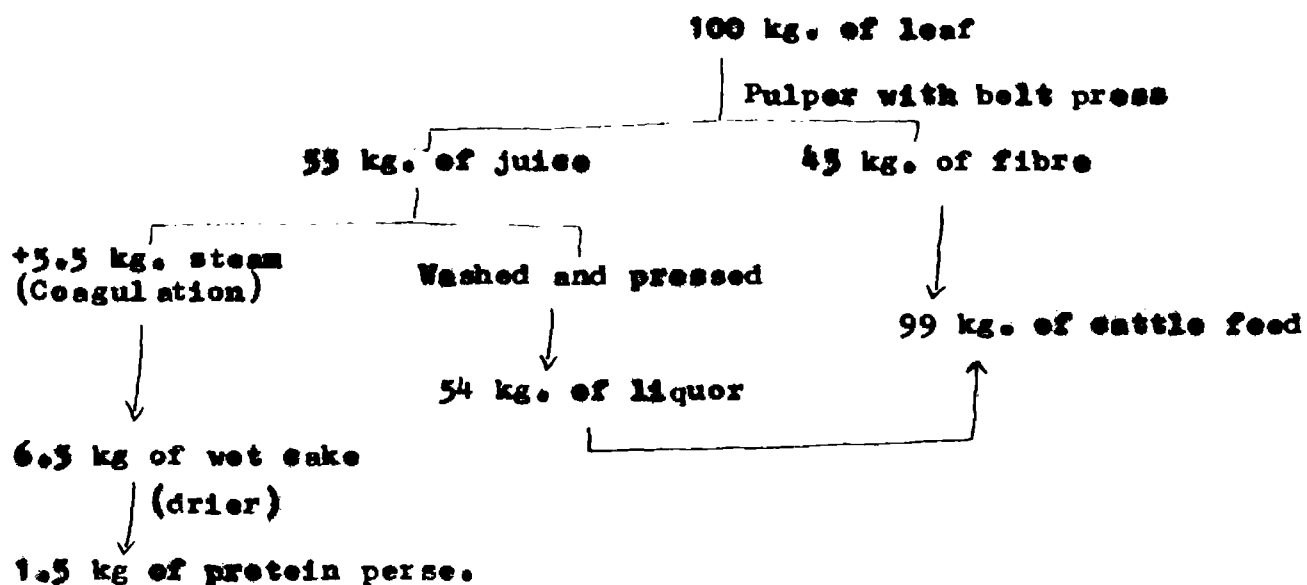 100 kg. of leaf
Pulper with belt press
55 kg. of juice
45 kg. of fibre
+5.5 kg. steam
(Coagulation)
Washed and pressed
99 kg. of cattle feed
54 kg. of liquor
6.5 kg of wet cake
(drier)
1.5 kg of protein perse.